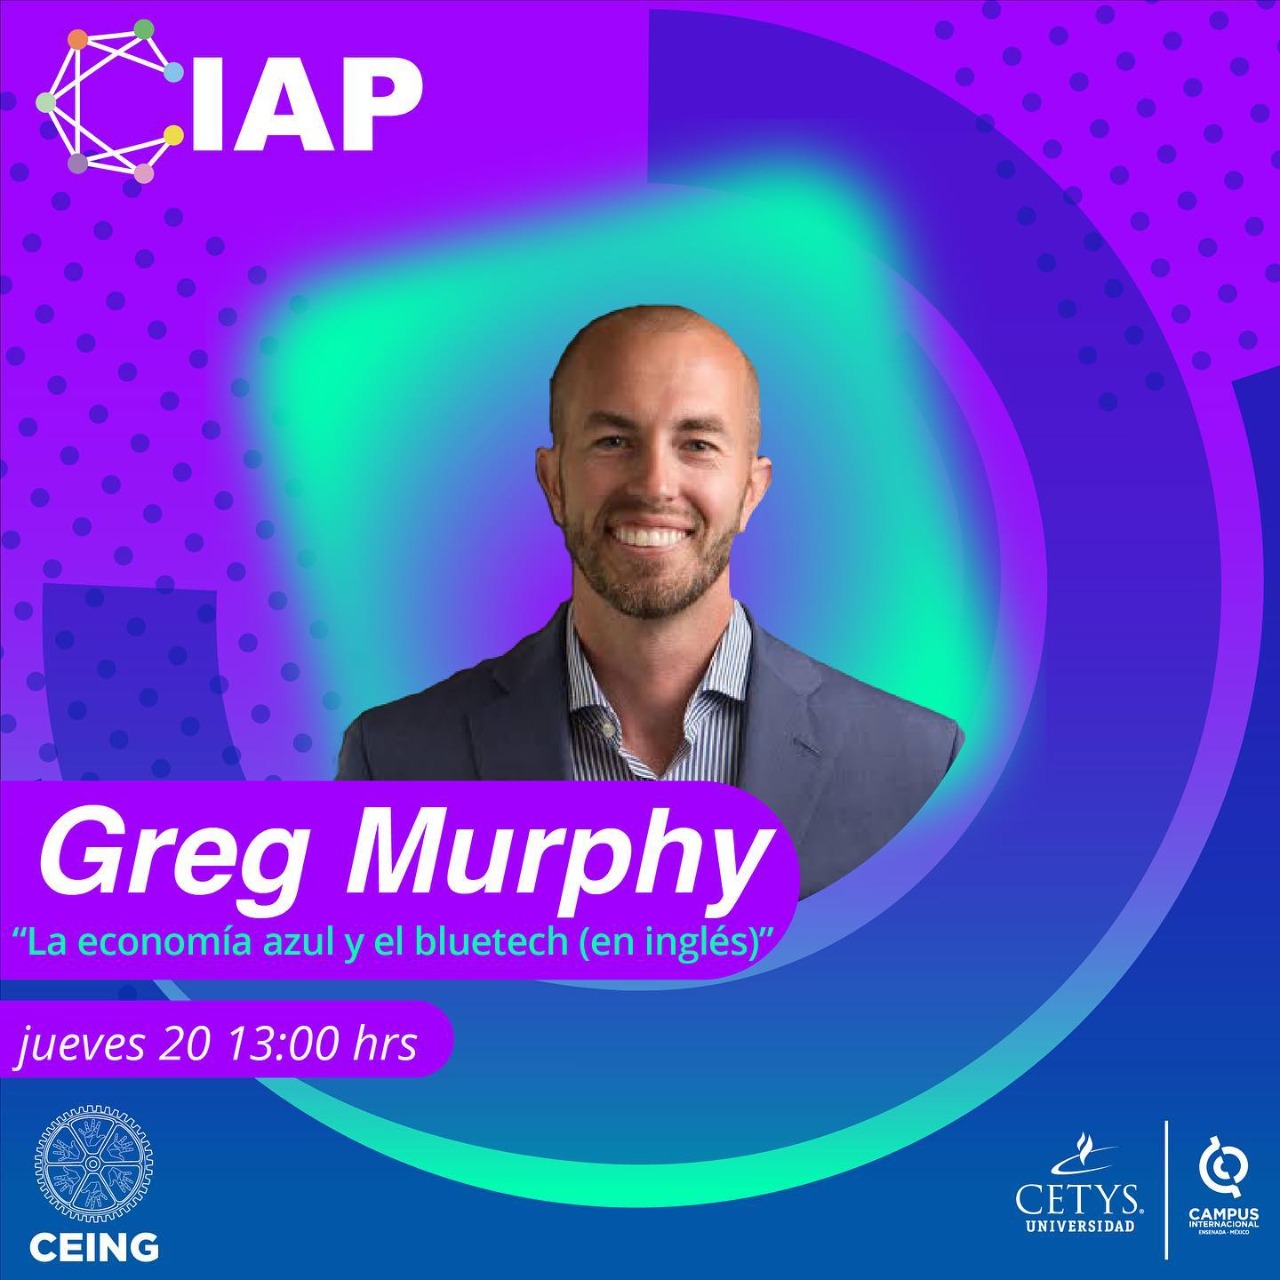 CIAP
Greg Murphy
“La economía azul y el bluetech (en inglés)”
jueves 20 13:00 hrs
CEING
CETYS®
UNIVERSIDAD
CAMPUS
INTERNACIONAL
ENSENADA - MÉXICO